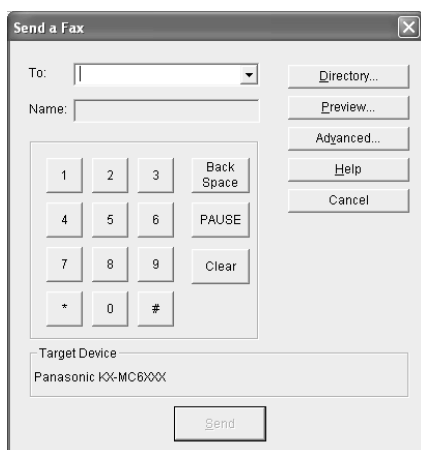 Send a Fax
To:
Name:
Directory...
Preview...
Advanced...
Help
Cancel
1 2 3 Back Space
4 5 6 PAUSE
7 8 9 Clear
* 0 #
Target Device
Panasonic KX-MC6XXX
Send